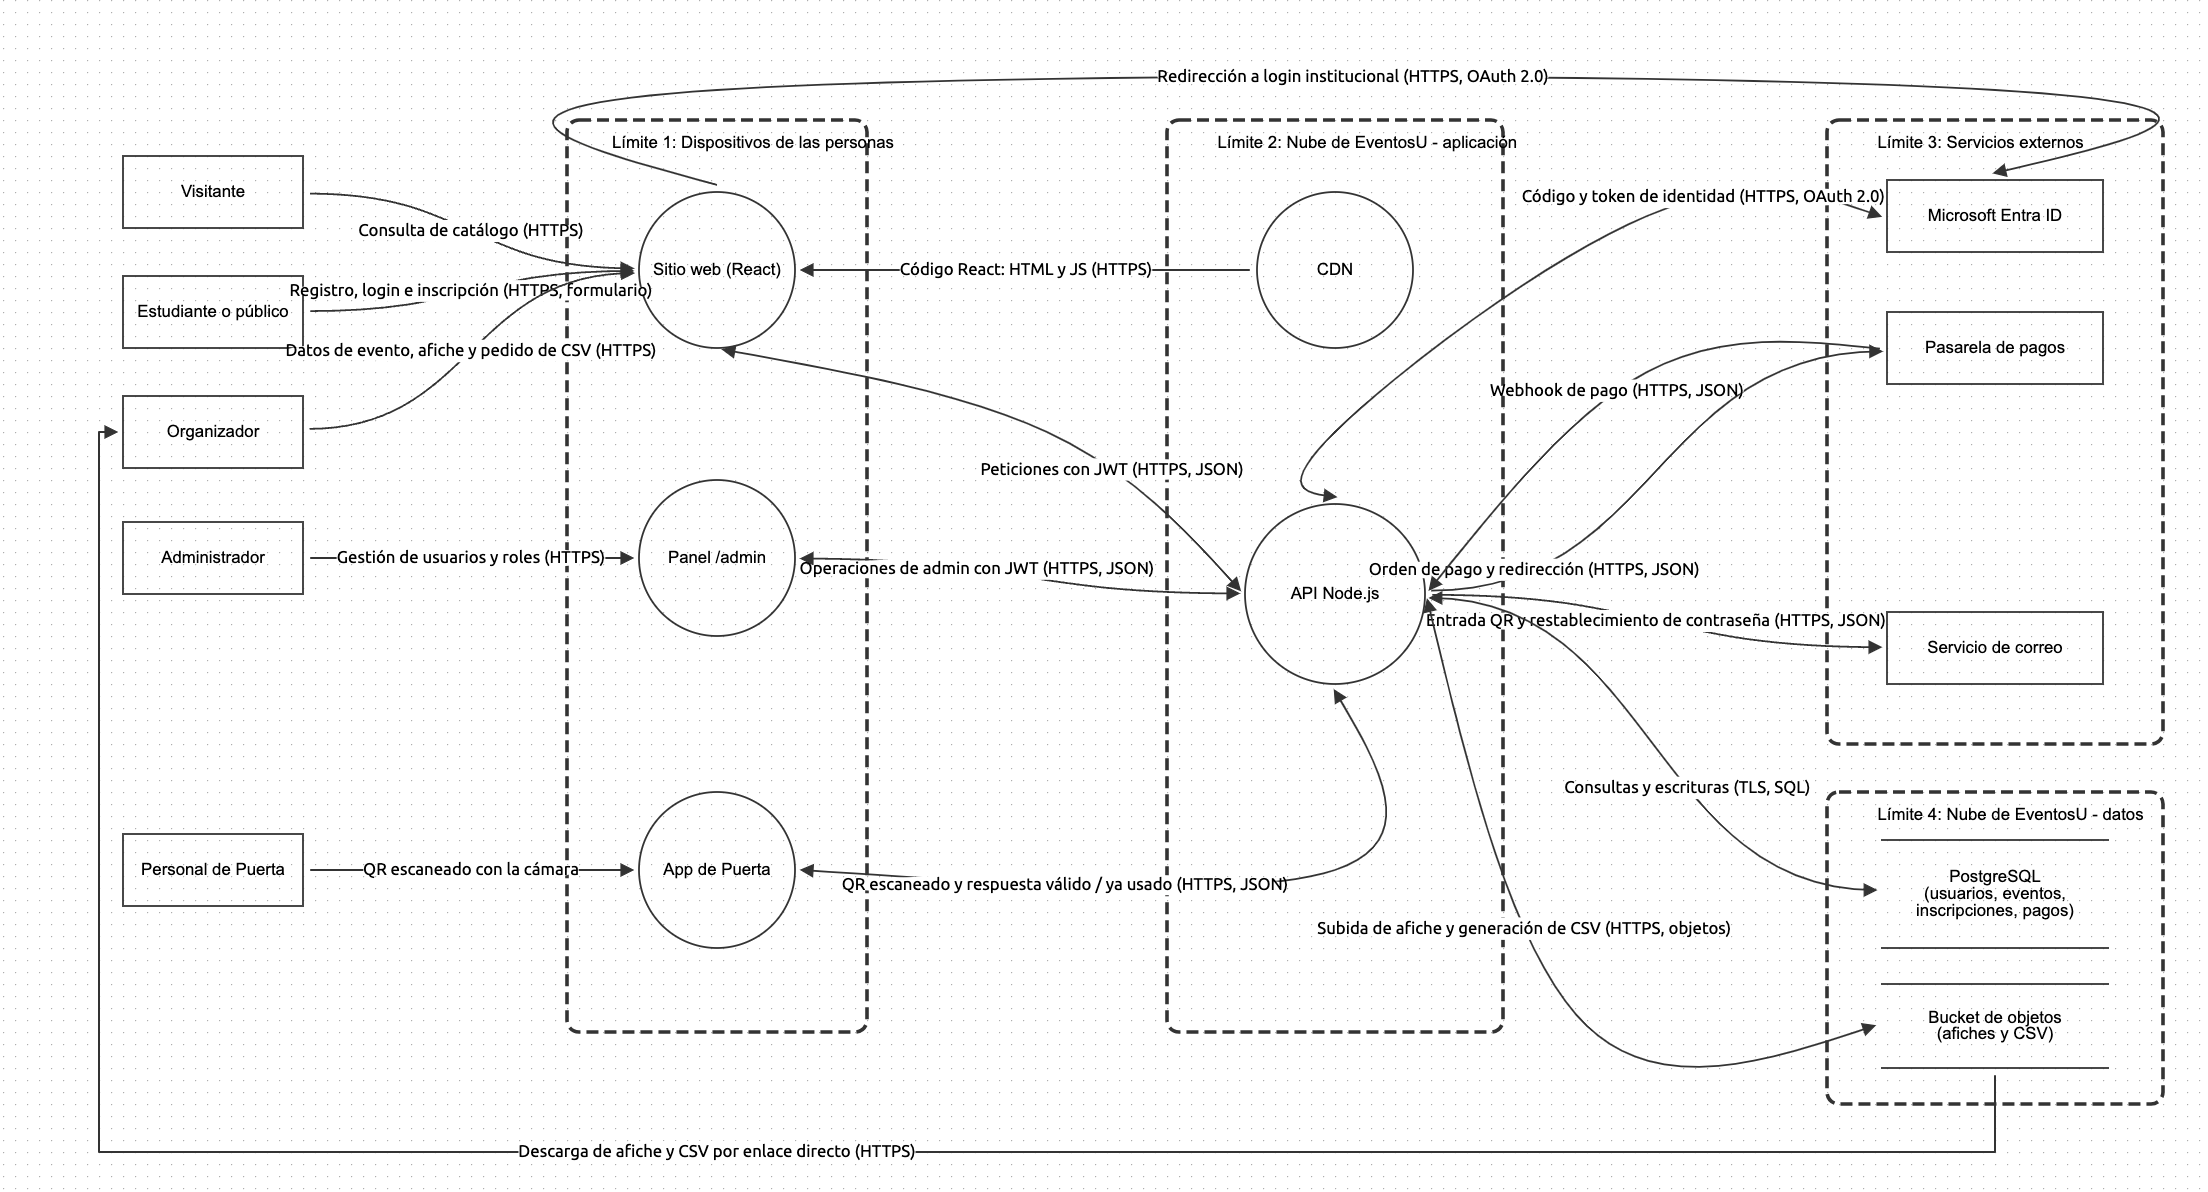 Redirección a login institucional (HTTPS, OAuth 2.0)
Límite 1: Dispositivos de las personas
Límite 2: Nube de EventosU - aplicación
Límite 3: Servicios externos
Visitante
Código y token de identidad (HTTPS, OAuth 2.0)
Microsoft Entra ID
Consulta de catálogo (HTTPS)
Sitio web (React)
Código React: HTML y JS (HTTPS)
CDN
Registro, login e inscripción (HTTPS, formulario)
Estudiante o público
Datos de evento, afiche y pedido de CSV (HTTPS)
Pasarela de pagos
Webhook de pago (HTTPS, JSON)
Organizador
Peticiones con JWT (HTTPS, JSON)
Administrador
Gestión de usuarios y roles (HTTPS)
Panel /admin
Operaciones de admin con JWT (HTTPS, JSON)
Orden de pago y redirección (HTTPS, JSON)
API Node.js
Entrada QR y restablecimiento de contraseña (HTTPS, JSON)
Servicio de correo
Consultas y escrituras (TLS, SQL)
Límite 4: Nube de EventosU - datos
Personal de Puerta
QR escaneado con la cámara
App de Puerta
QR escaneado y respuesta válido / ya usado (HTTPS, JSON)
PostgreSQL
(usuarios, eventos,
inscripciones, pagos)
Subida de afiche y generación de CSV (HTTPS, objetos)
Bucket de objetos
(afiches y CSV)
Descarga de afiche y CSV por enlace directo (HTTPS)